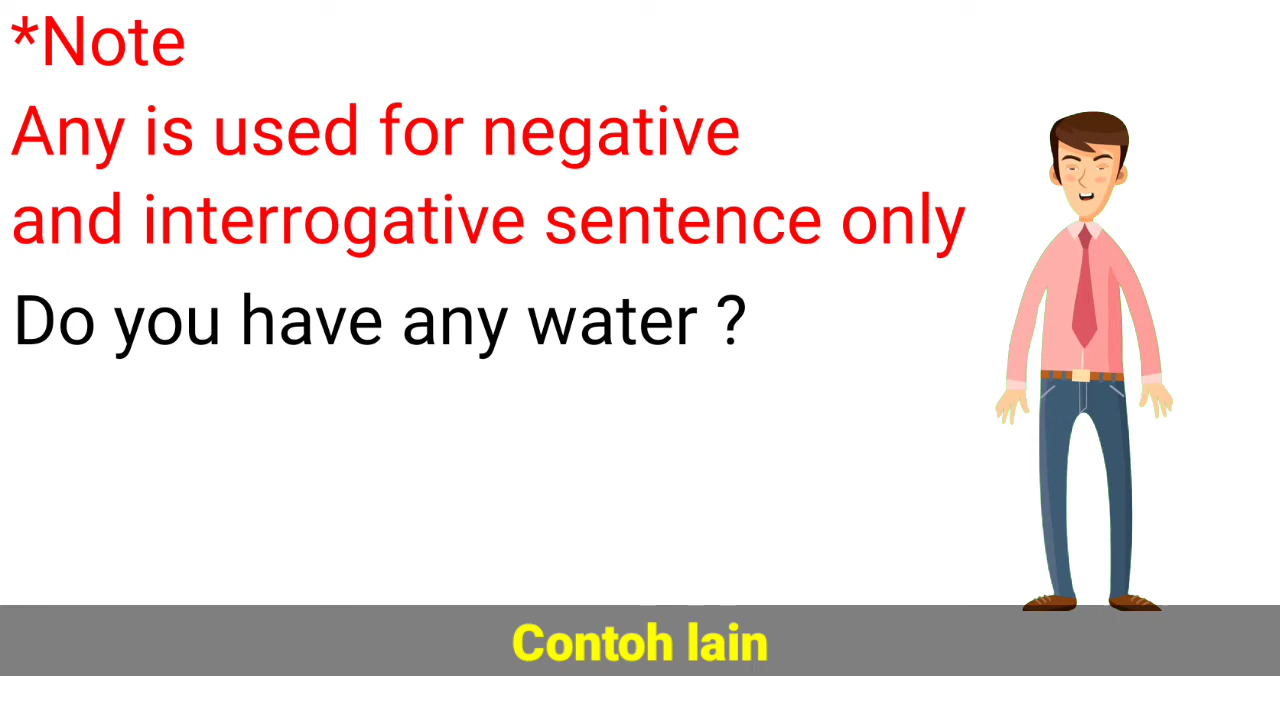 *Note
Any is used for negative
and interrogative sentence only
Do you have any water ?
Contoh lain